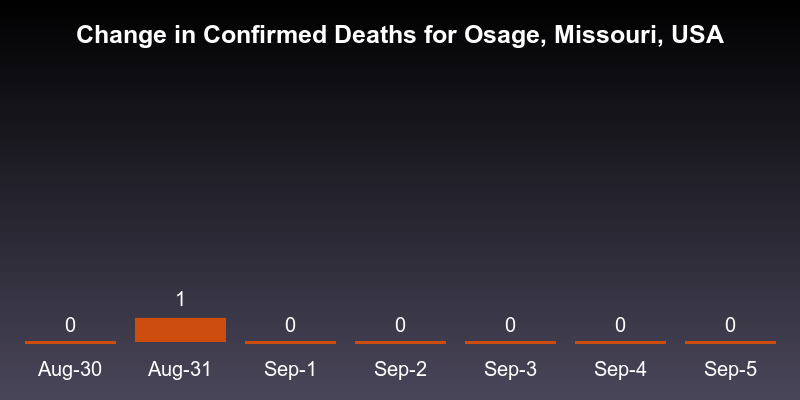 Change in Confirmed Deaths for Osage, Missouri, USA
0 1 0 0 0 0 0
Aug-30 Aug-31 Sep-1 Sep-2 Sep-3 Sep-4 Sep-5